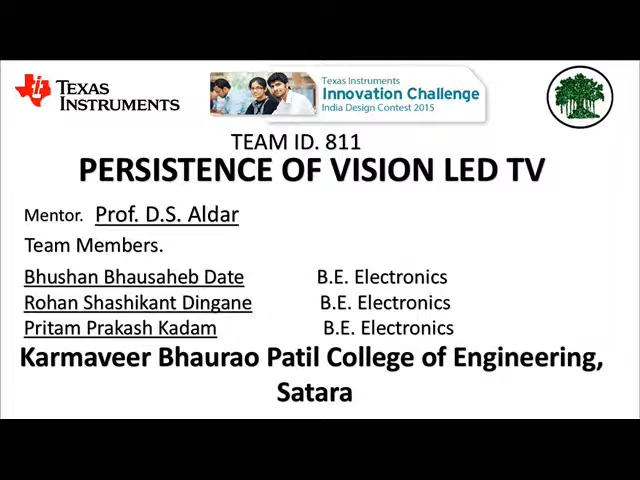 TEXAS
INSTRUMENTS
Texas Instruments
Innovation Challenge
India Design Contest 2015
TEAM ID. 811
PERSISTENCE OF VISION LED TV
Mentor. Prof. D.S. Aldar
Team Members.
Bhushan Bhausaheb Date B.E. Electronics
Rohan Shashikant Dingane B.E. Electronics
Pritam Prakash Kadam B.E. Electronics
Karmaveer Bhaurao Patil College of Engineering,
Satara